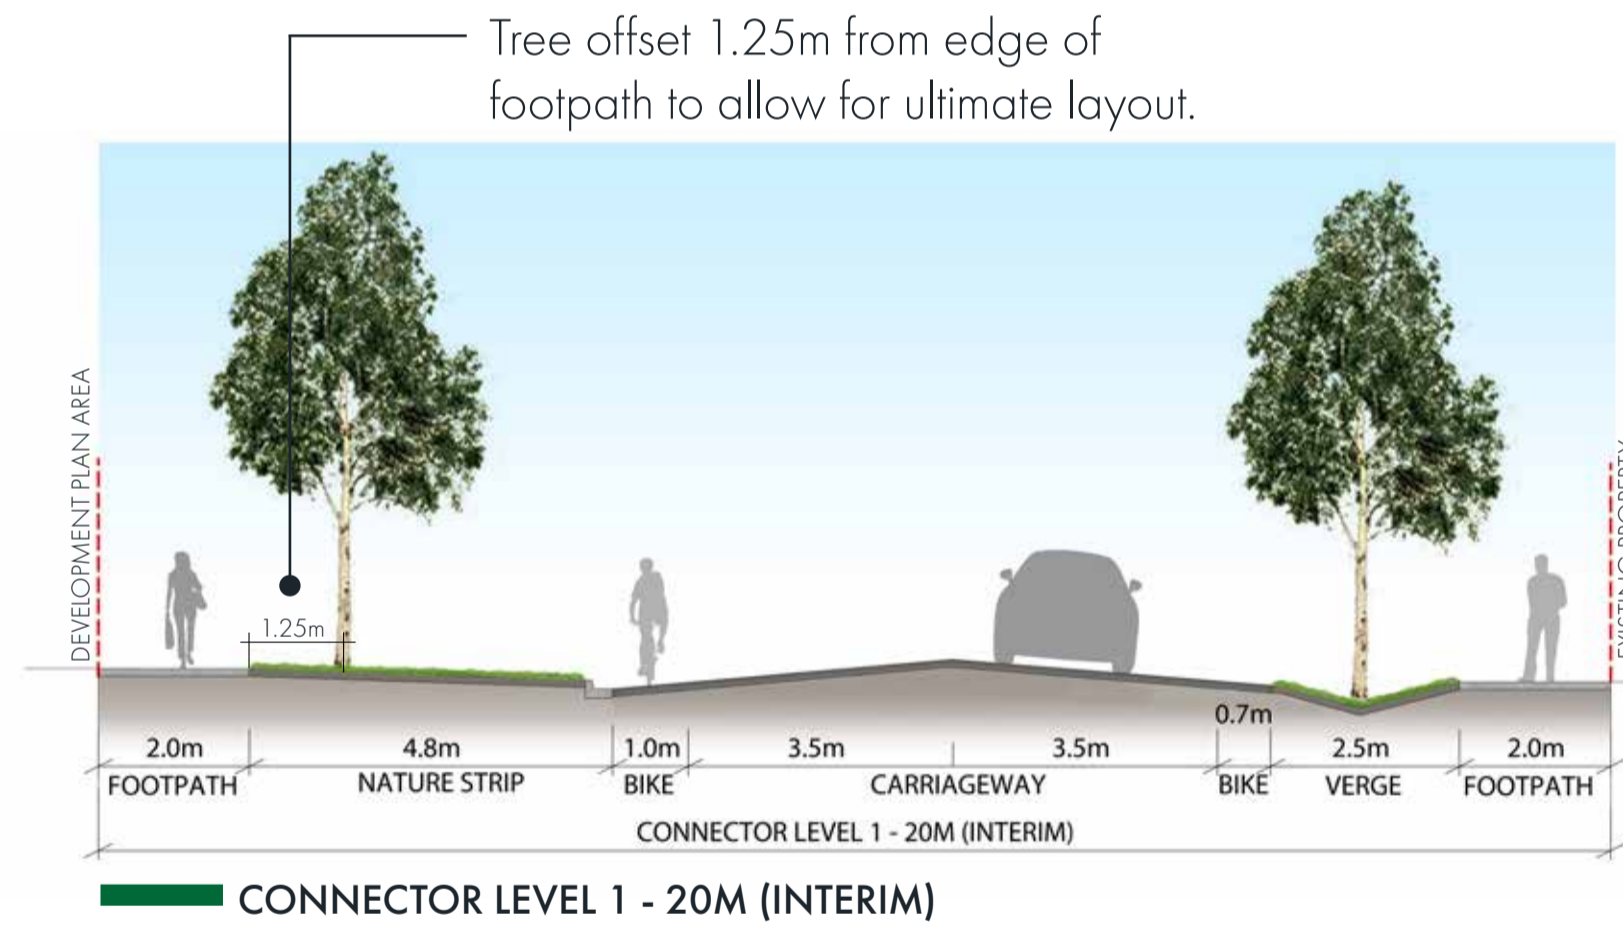 Tree offset 1.25m from edge of
footpath to allow for ultimate layout.
DEVELOPMENT PLAN AREA
1.25m
0.7m
2.0m 4.8m 1.0m 3.5m 3.5m 2.5m 2.0m
FOOTPATH NATURE STRIP BIKE CARRIAGEWAY BIKE VERGE FOOTPATH
CONNECTOR LEVEL 1 - 20M (INTERIM)
CONNECTOR LEVEL 1 - 20M (INTERIM)